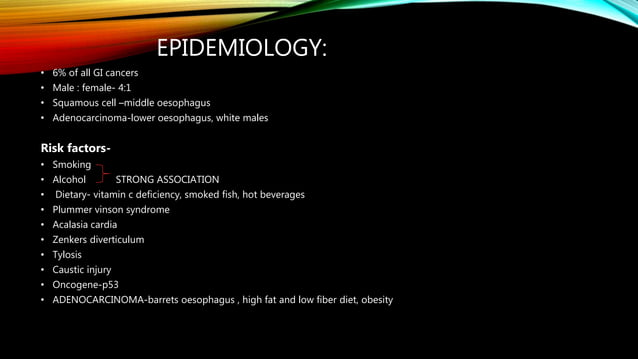 EPIDEMIOLOGY:
• 6% of all GI cancers
• Male : female- 4:1
• Squamous cell –middle oesophagus
• Adenocarcinoma-lower oesophagus, white males
Risk factors-
• Smoking
• Alcohol STRONG ASSOCIATION
• Dietary- vitamin c deficiency, smoked fish, hot beverages
• Plummer vinson syndrome
• Acalasia cardia
• Zenkers diverticulum
• Tylosis
• Caustic injury
• Oncogene-p53
• ADENOCARCINOMA-barrets oesophagus , high fat and low fiber diet, obesity